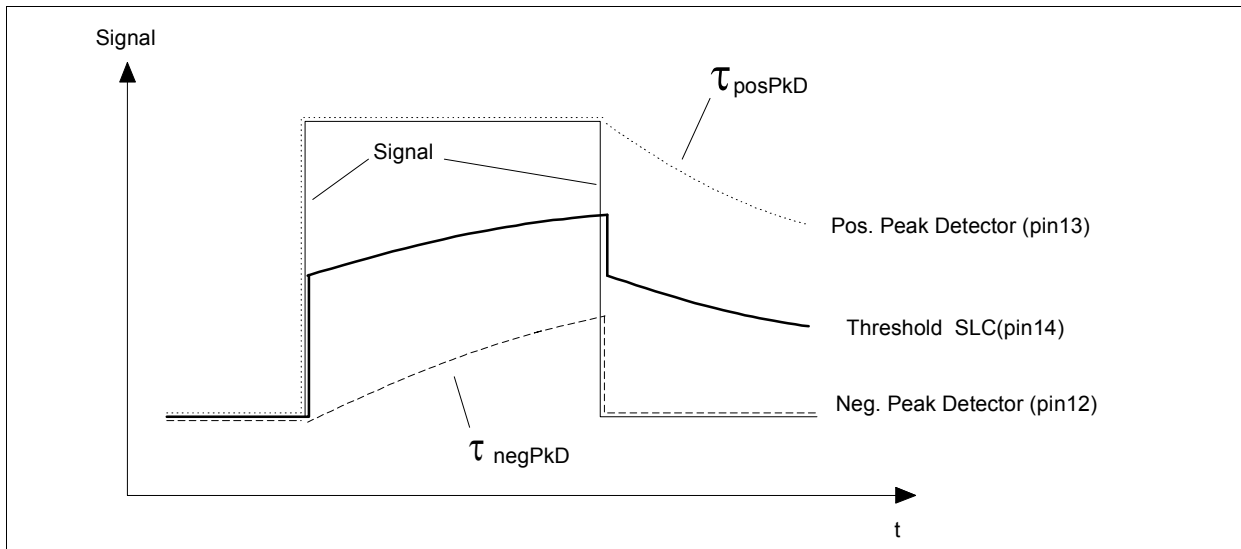 Signal
τposPkD
Signal
Pos. Peak Detector (pin13)
Threshold SLC(pin14)
Neg. Peak Detector (pin12)
τ negPkD
t